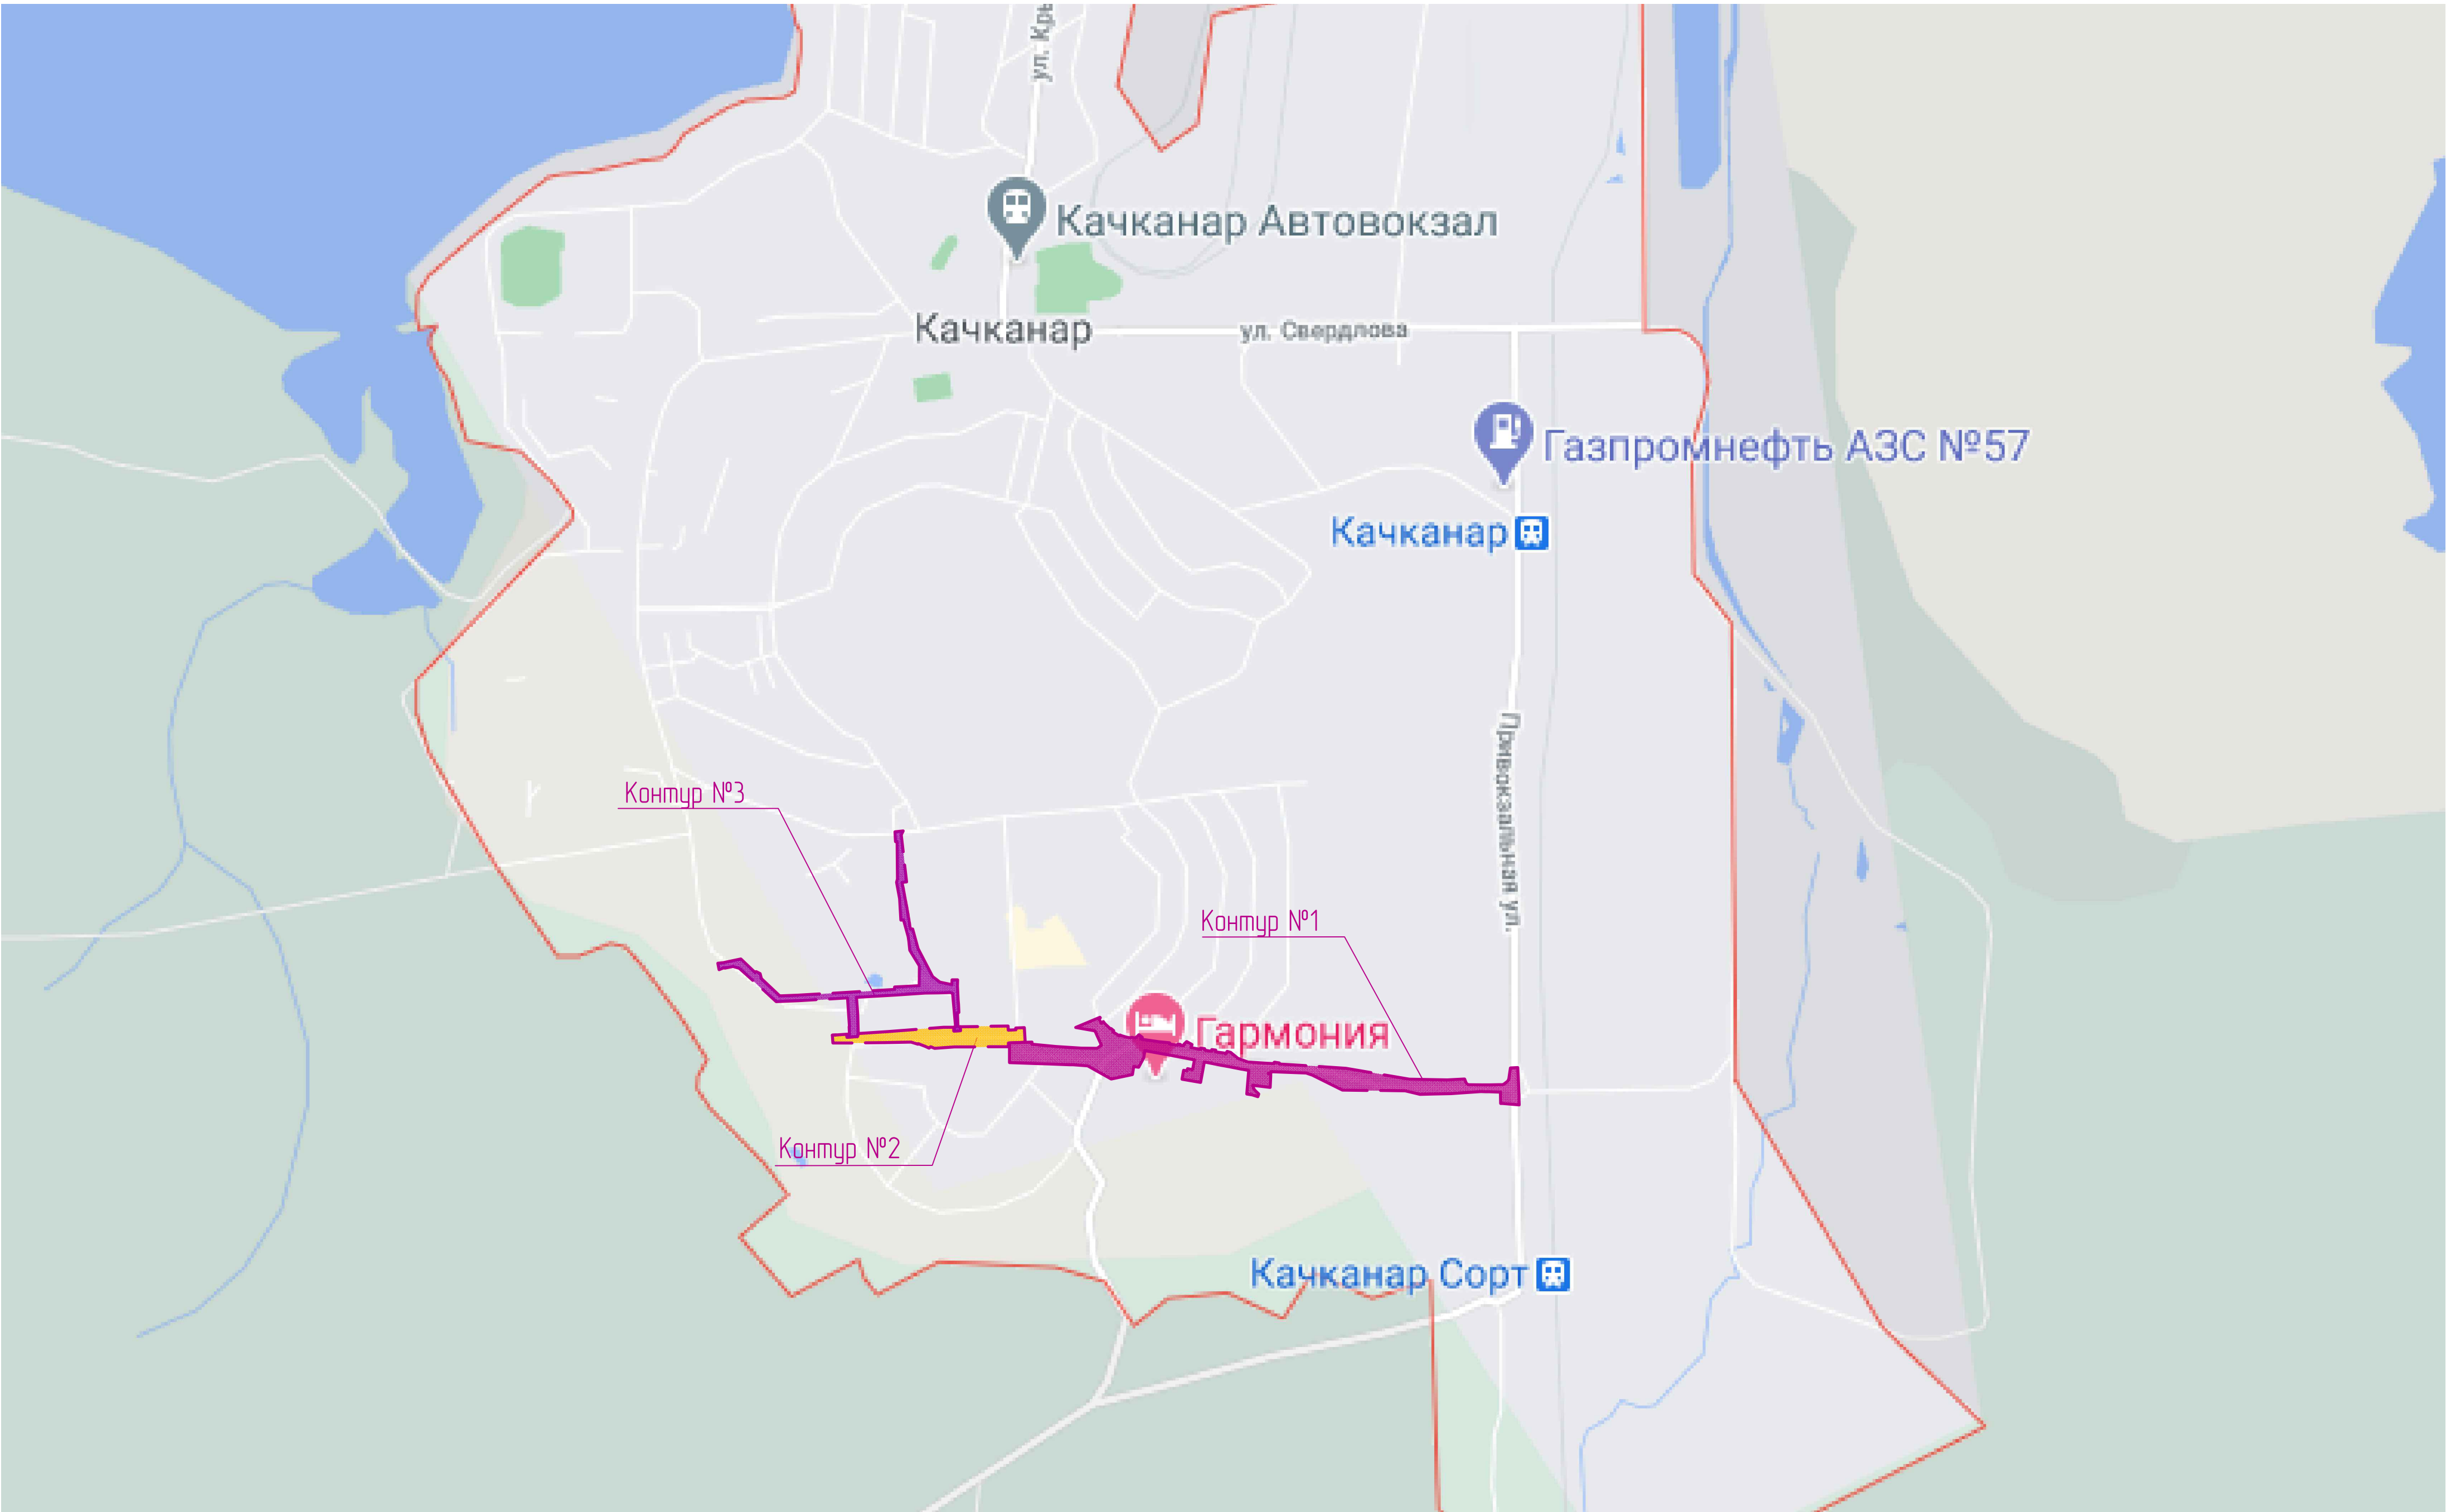 ул. Кры
Качканар Автовокзал
Качканар
ул. Свердлова
Газпромнефть АЗС №57
Качканар
Привокзальная ул.
Контур №3
Контур №1
Гармония
Контур №2
Качканар Сорт